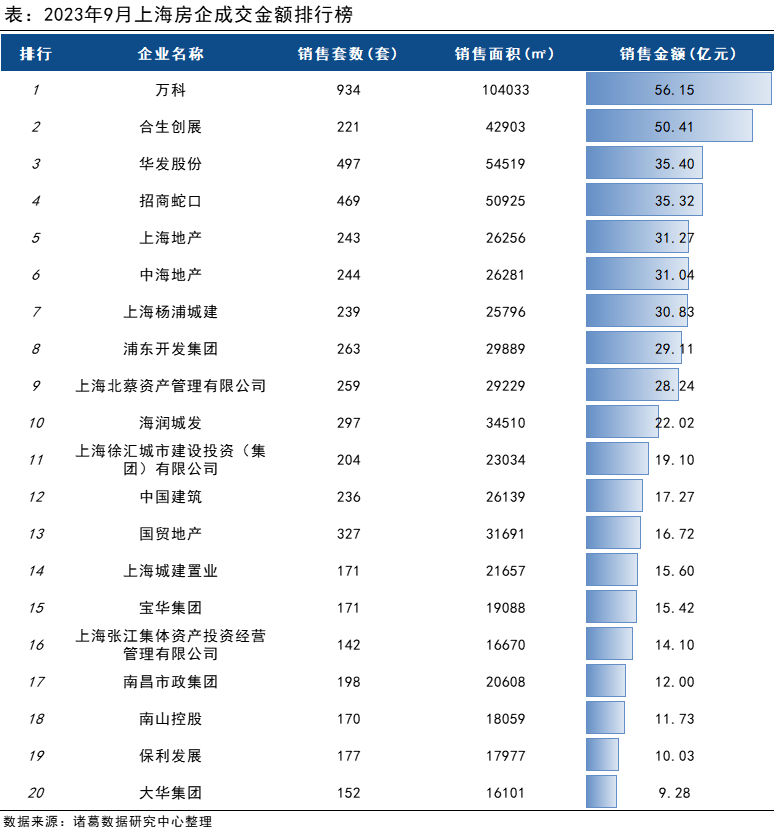 表：2023年9月上海房企成交金额排行榜
排行 企业名称 销售套数(套) 销售面积(㎡) 销售金额(亿元)
1 万科 934 104033 56.15
2 合生创展 221 42903 50.41
3 华发股份 497 54519 35.40
4 招商蛇口 469 50925 35.32
5 上海地产 243 26256 31.27
6 中海地产 244 26281 31.04
7 上海杨浦城建 239 25796 30.83
8 浦东开发集团 263 29889 29.11
9 上海北蔡资产管理有限公司 259 29229 28.24
10 海润城发 297 34510 22.02
11 上海徐汇城市建设投资（集
团）有限公司 204 23034 19.10
12 中国建筑 236 26139 17.27
13 国贸地产 327 31691 16.72
14 上海城建置业 171 21657 15.60
15 宝华集团 171 19088 15.42
16 上海张江集体资产投资经营
管理有限公司 142 16670 14.10
17 南昌市政集团 198 20608 12.00
18 南山控股 170 18059 11.73
19 保利发展 177 17977 10.03
20 大华集团 152 16101 9.28
数据来源：诸葛数据研究中心整理